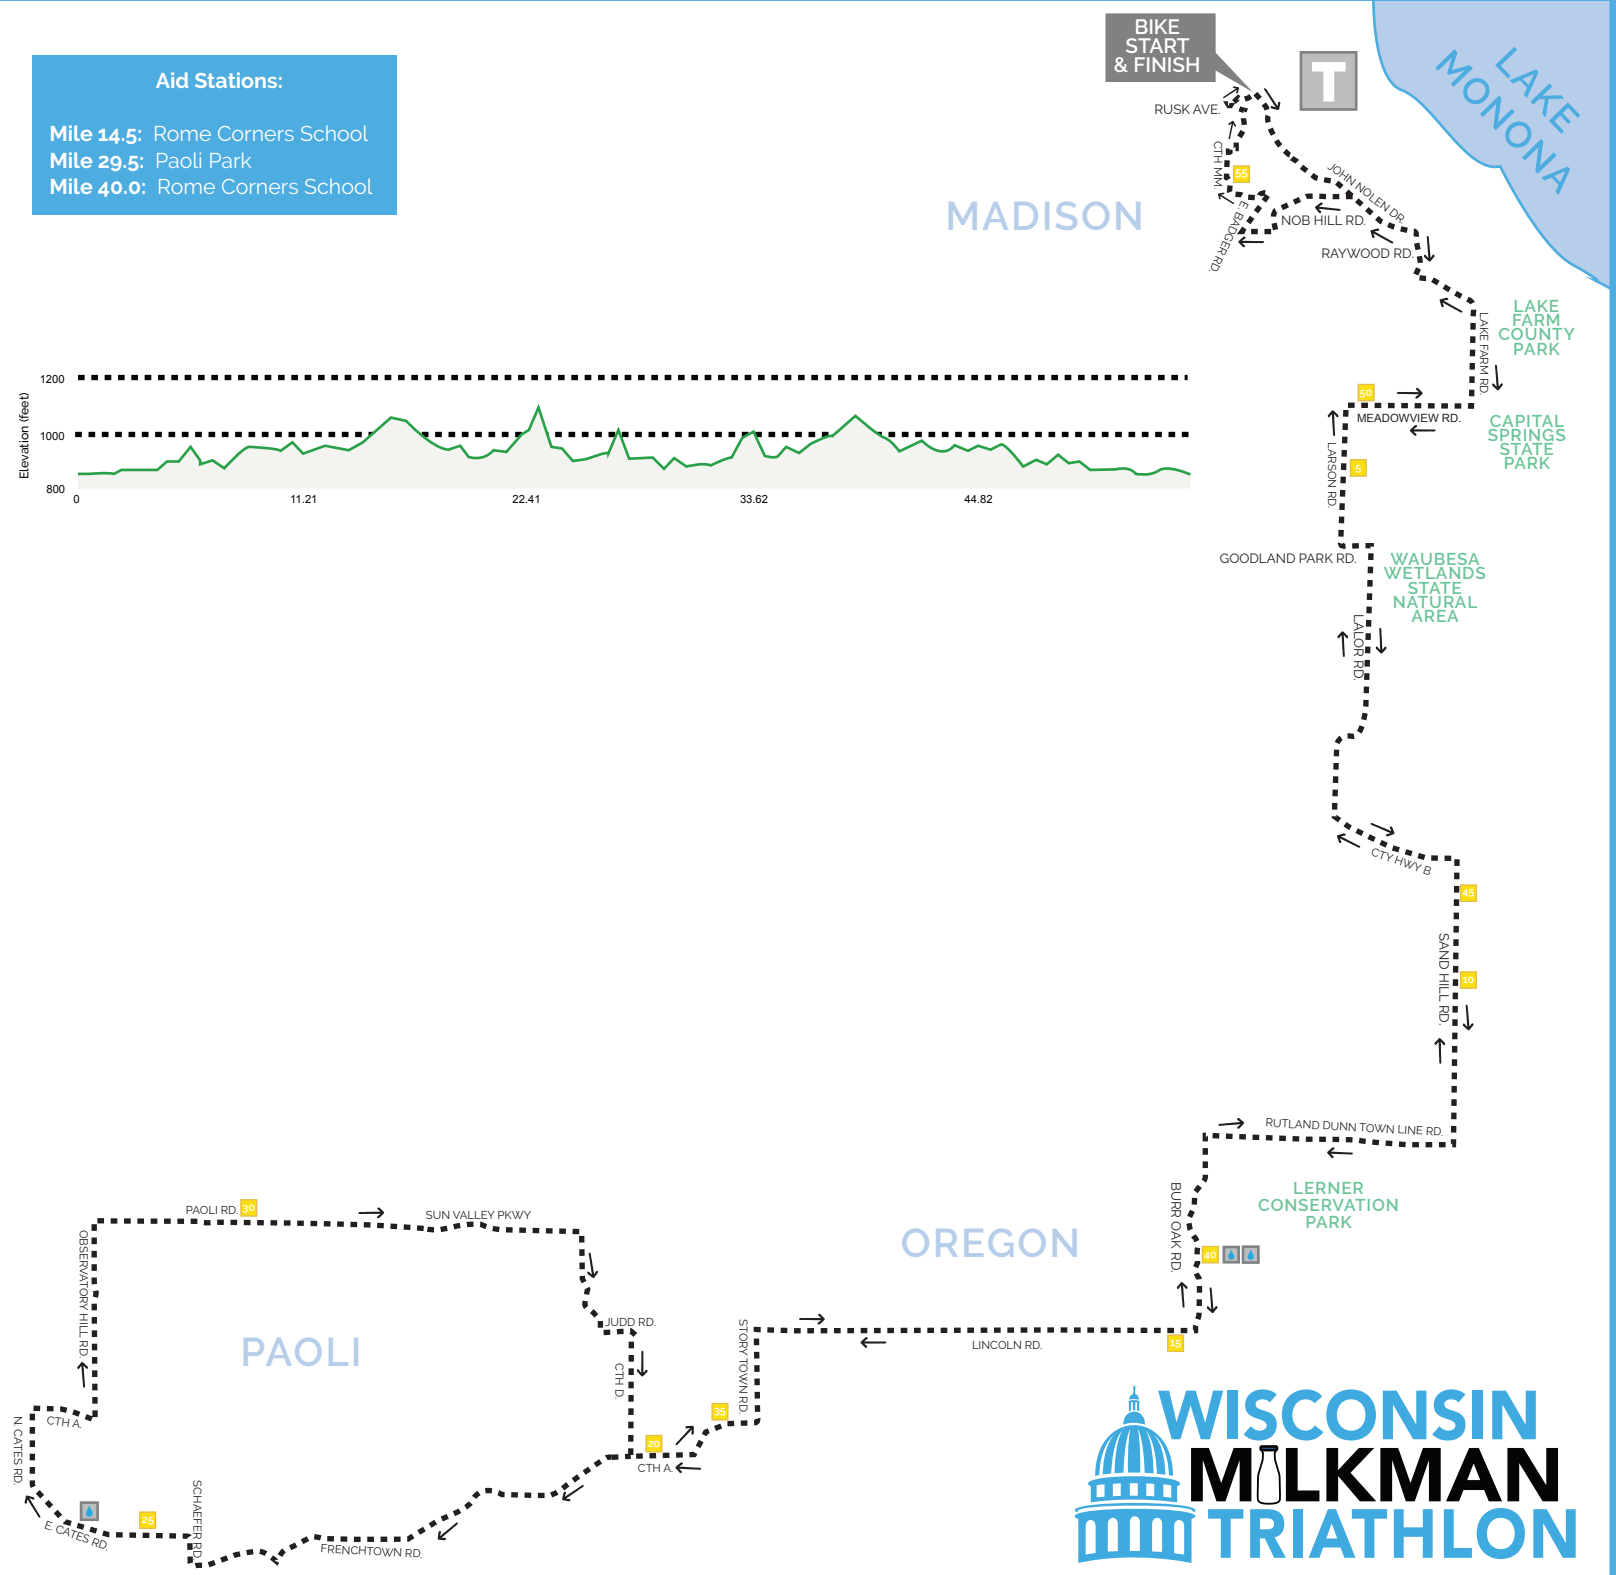 BIKE
START
& FINISH
T
LAKE
MONONA
Aid Stations:
Mile 14.5: Rome Corners School
Mile 29.5: Paoli Park
Mile 40.0: Rome Corners School
RUSK AVE.
CTH MM.
55
JOHN NOLEN DR.
MADISON
E. BADGER RD.
NOB HILL RD.
RAYWOOD RD.
LAKE
FARM
COUNTY
PARK
LAKE FARM RD.
Elevation (feet)
1200
1000
800
0
11.21
22.41
33.62
44.82
50
MEADOWVIEW RD.
CAPITAL
SPRINGS
STATE
PARK
LARSON RD.
5
GOODLAND PARK RD.
WAUBESA
WETLANDS
STATE
NATURAL
AREA
LALOR RD.
CTY HWY B
45
SAND HILL RD.
10
RUTLAND DUNN TOWN LINE RD.
LERNER
CONSERVATION
PARK
BURR OAK RD.
40
OREGON
PAOLI RD.
30
SUN VALLEY PKWY
OBSERVATORY HILL RD.
PAOLI
JUDD RD.
CTH D.
STORY TOWN RD.
LINCOLN RD.
15
35
20
CTH A.
CTH A.
N. CATES RD.
E. CATES RD.
25
SCHAEFER RD.
FRENCHTOWN RD.
WISCONSIN
MILKMAN
TRIATHLON